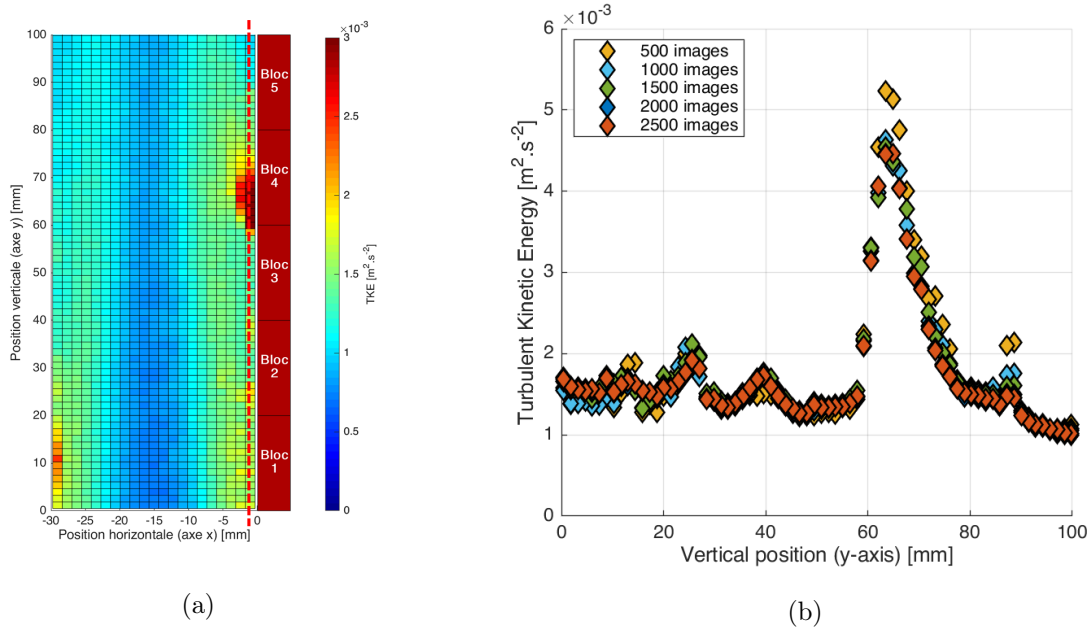 ×10⁻³
100
90
80
70
60
50
40
30
20
10
0
Position verticale (axe y) [mm]
-30 -25 -20 -15 -10 -5 0
Position horizontale (axe x) [mm]
Bloc
5
Bloc
4
Bloc
3
Bloc
2
Bloc
1
3
2.5
2
1.5
1
0.5
0
TKE [m².s⁻²]
(a)
×10⁻³
6
5
4
3
2
1
0
Turbulent Kinetic Energy [m².s⁻²]
500 images
1000 images
1500 images
2000 images
2500 images
0 20 40 60 80 100
Vertical position (y-axis) [mm]
(b)